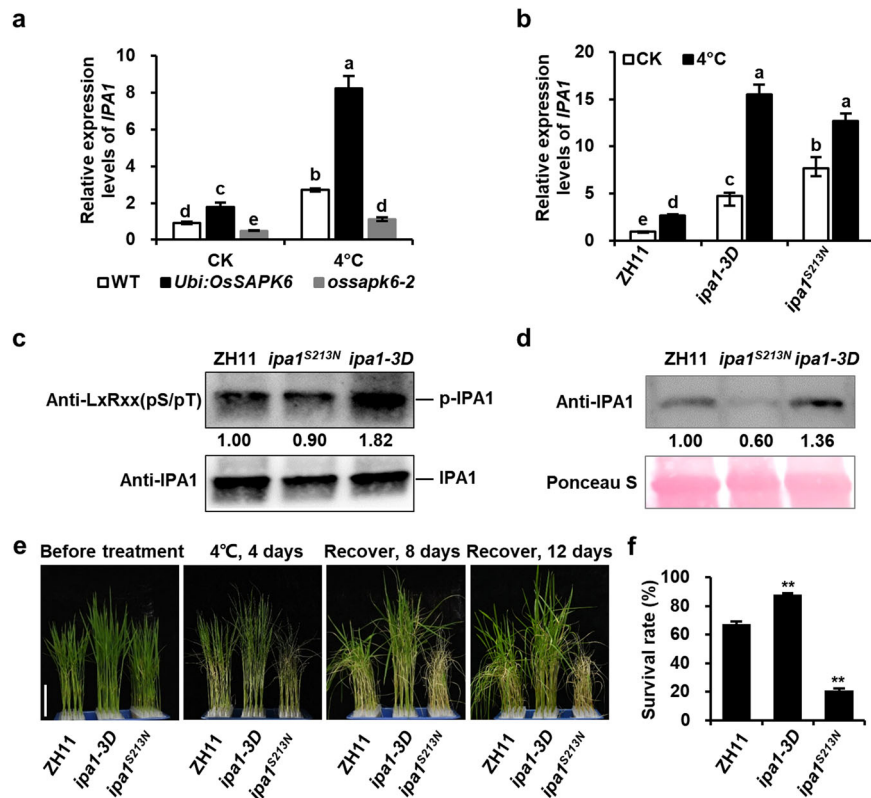 a
Relative expression
levels of IPA1
10
8
6
4
2
0
d
c
e
b
a
d
CK
4°C
WT
Ubi:OsSAPK6
ossapk6-2
b
Relative expression
levels of IPA1
20
15
10
5
0
CK
4°C
e
d
c
a
b
a
ZH11
ipa1-3D
ipa1S213N
c
ZH11 ipa1S213N ipa1-3D
Anti-LxRxx(pS/pT)
p-IPA1
1.00 0.90 1.82
Anti-IPA1
IPA1
d
ZH11 ipa1S213N ipa1-3D
Anti-IPA1
1.00 0.60 1.36
Ponceau S
e
Before treatment
4℃, 4 days
Recover, 8 days
Recover, 12 days
ZH11
ipa1-3D
ipa1S213N
ZH11
ipa1-3D
ipa1S213N
ZH11
ipa1-3D
ipa1S213N
ZH11
ipa1-3D
ipa1S213N
f
Survival rate (%)
100
80
60
40
20
0
**
**
ZH11
ipa1-3D
ipa1S213N